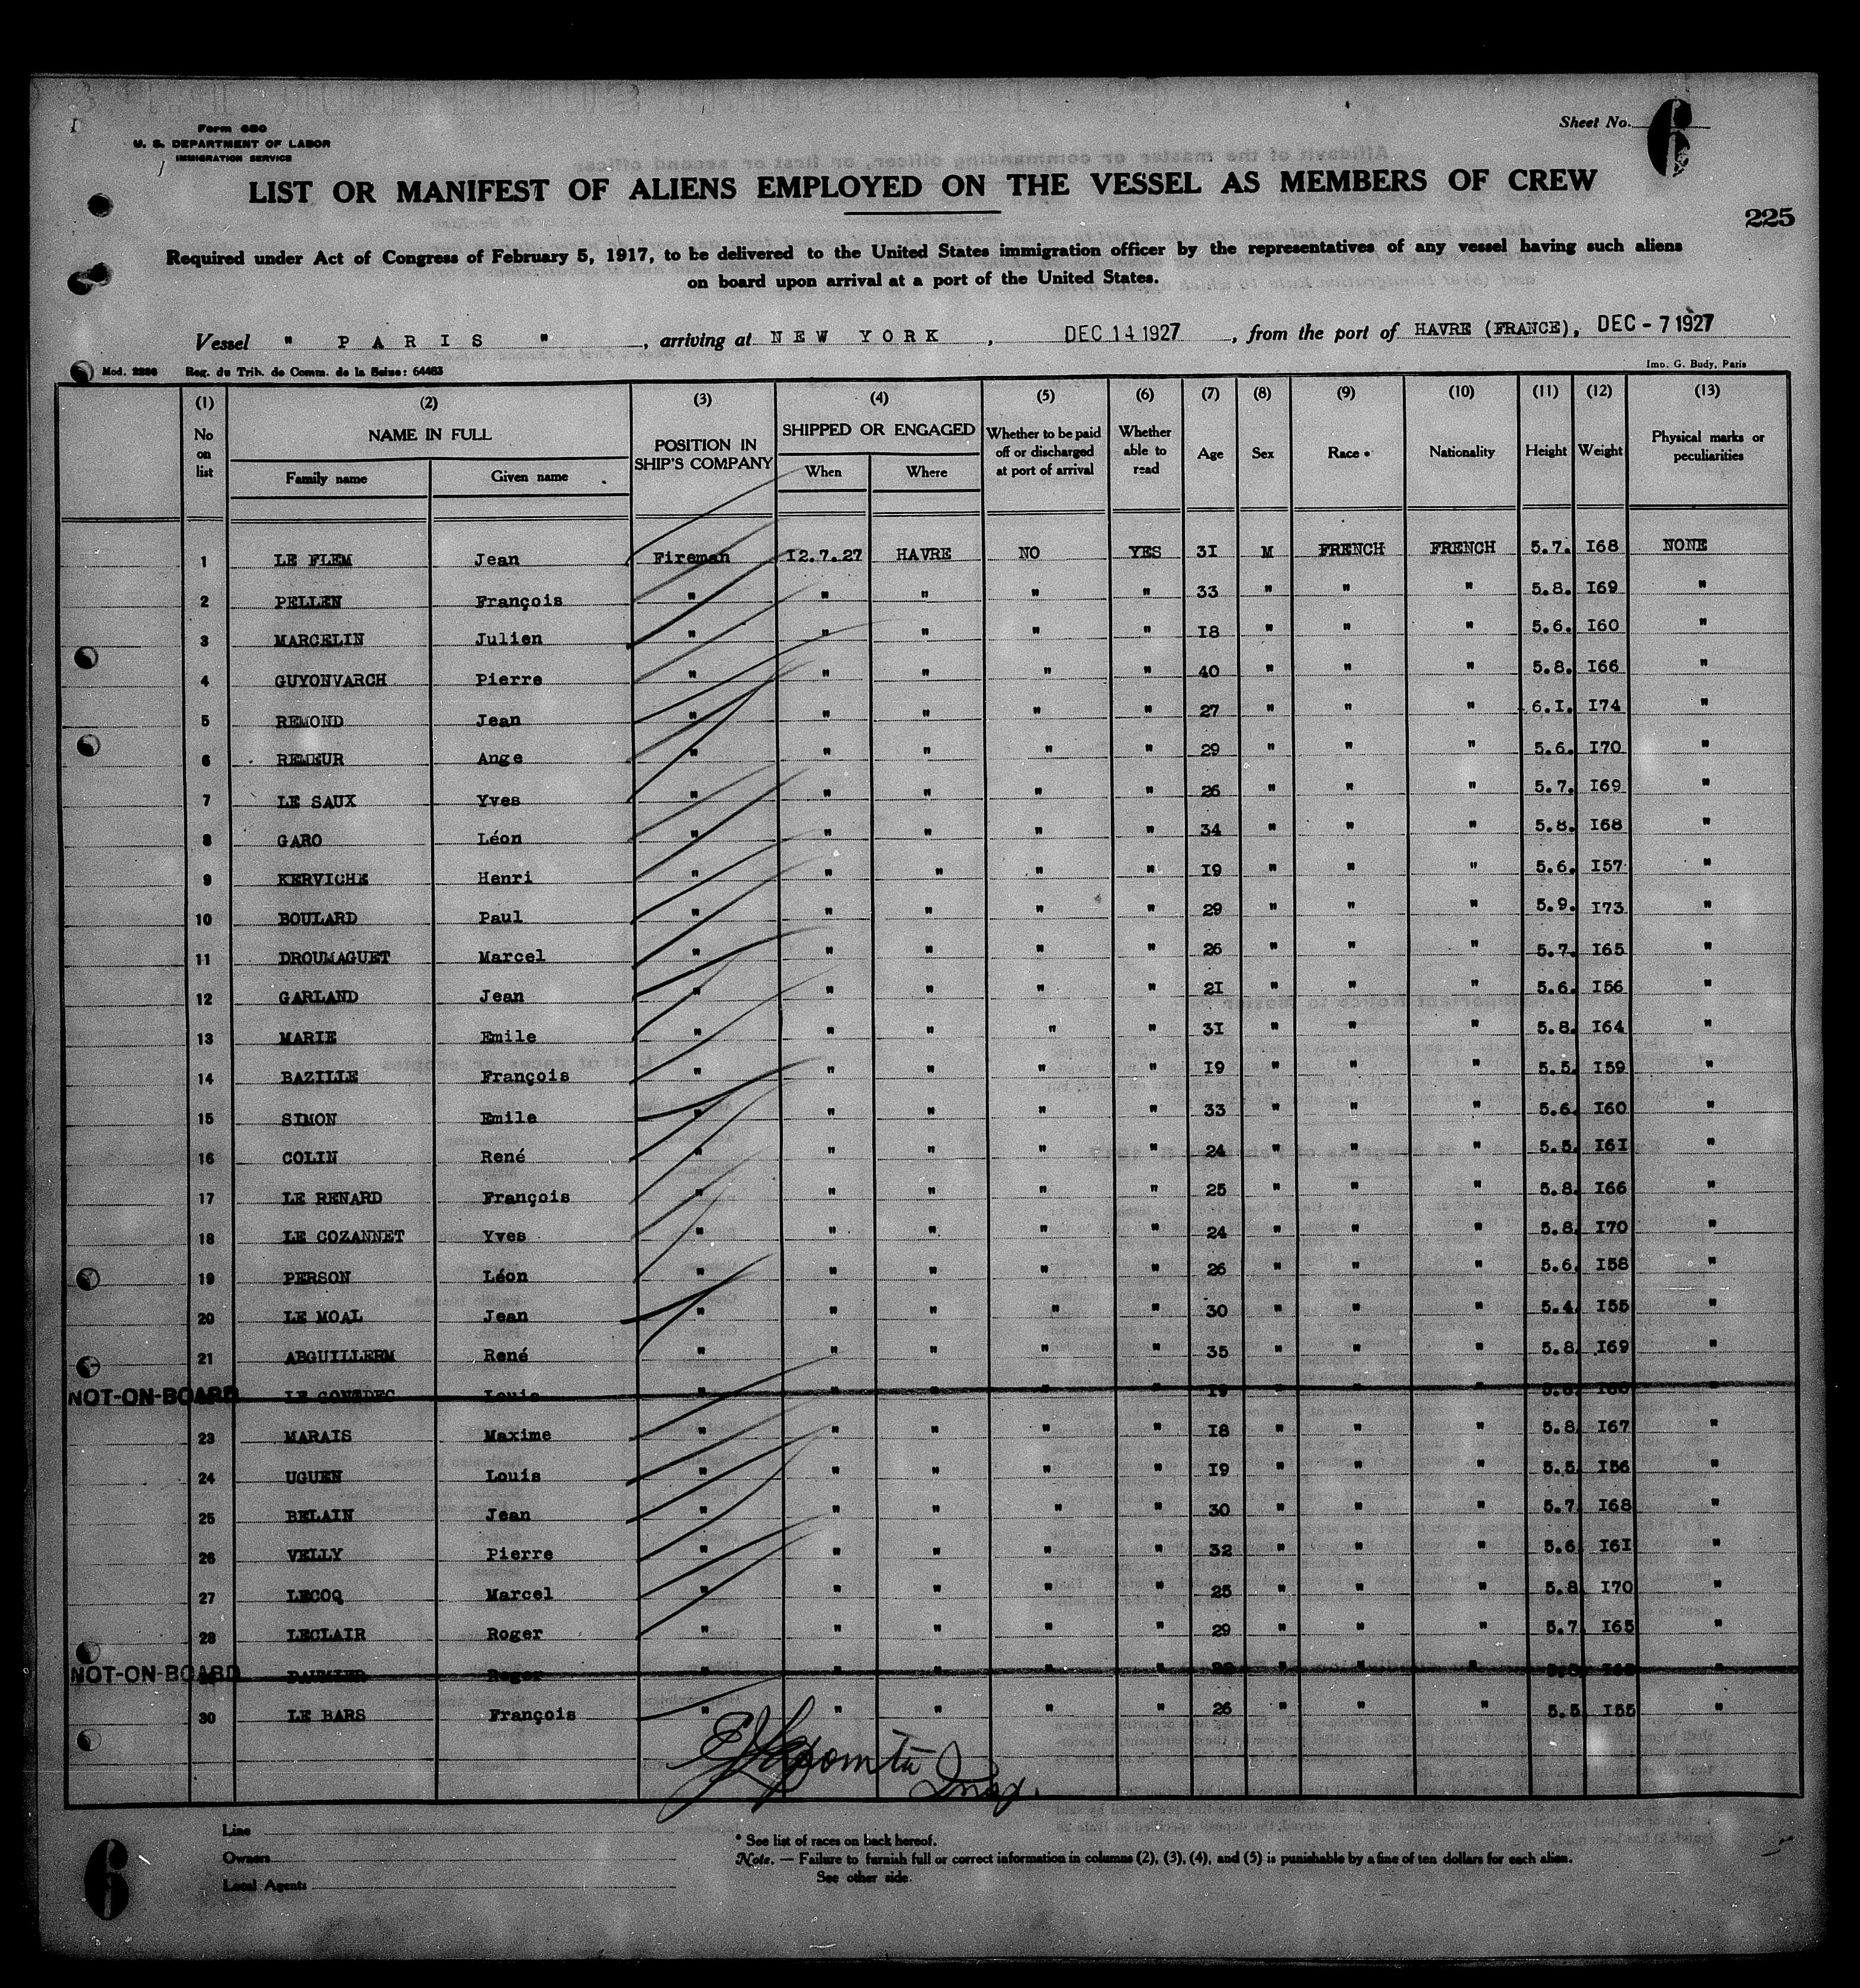 Form 680
U. S. DEPARTMENT OF LABOR
IMMIGRATION SERVICE
Sheet No. 6
LIST OR MANIFEST OF ALIENS EMPLOYED ON THE VESSEL AS MEMBERS OF CREW
225
Required under Act of Congress of February 5, 1917, to be delivered to the United States immigration officer by the representatives of any vessel having such aliens
on board upon arrival at a port of the United States.
Vessel " PARIS ", arriving at NEW YORK, DEC 14 1927, from the port of HAVRE (FRANCE), DEC - 7 1927
Mod. Reg. du Trib. de Comm. de la Seine: 64483 Imp. G. Budy, Paris
(1) (2) (3) (4) (5) (6) (7) (8) (9) (10) (11) (12) (13)
No on list NAME IN FULL POSITION IN SHIP'S COMPANY SHIPPED OR ENGAGED Whether to be paid off or discharged at port of arrival Whether able to read Age Sex Race * Nationality Height Weight Physical marks or peculiarities
Family name Given name When Where
1 LE FLEM Jean Fireman 12.7.27 HAVRE NO YES 31 M FRENCH FRENCH 5.7. 168 NONE
2 PELLEN François " " " " " 33 " " " 5.8. 169 "
3 MARCELIN Julien " " " " " 18 " " " 5.6. 160 "
4 GUYONVARCH Pierre " " " " " 40 " " " 5.8. 166 "
5 REMOND Jean " " " " " 27 " " " 6.1. 174 "
6 REMEUR Ange " " " " " 29 " " " 5.6. 170 "
7 LE SAUX Yves " " " " " 26 " " " 5.7. 169 "
8 GARO Léon " " " " " 34 " " " 5.8. 168 "
9 KERVICHE Henri " " " " " 19 " " " 5.6. 157 "
10 BOULARD Paul " " " " " 29 " " " 5.9. 173 "
11 DROUMAGUET Marcel " " " " " 26 " " " 5.7. 165 "
12 GARLAND Jean " " " " " 21 " " " 5.6. 156 "
13 MARIE Emile " " " " " 31 " " " 5.8. 164 "
14 BAZILLE François " " " " " 19 " " " 5.5. 159 "
15 SIMON Emile " " " " " 33 " " " 5.6. 160 "
16 COLIN René " " " " " 24 " " " 5.5. 161 "
17 LE RENARD François " " " " " 25 " " " 5.8. 166 "
18 LE COZANNET Yves " " " " " 24 " " " 5.8. 170 "
19 PERSON Léon " " " " " 26 " " " 5.6. 158 "
20 LE MOAL Jean " " " " " 30 " " " 5.4. 155 "
21 ABGUILLERM René " " " " " 35 " " " 5.8. 169 "
NOT-ON-BOARD LE Louis " " " " " 19 " " " "
23 MARAIS Maxime " " " " " 18 " " " 5.8. 167 "
24 UGUEN Louis " " " " " 19 " " " 5.5. 156 "
25 BELAIN Jean " " " " " 30 " " " 5.7. 168 "
26 VELLY Pierre " " " " " 32 " " " 5.6. 161 "
27 LECOQ Marcel " " " " " 25 " " " 5.8. 170 "
28 LECLAIR Roger " " " " " 29 " " " 5.7. 165 "
NOT-ON-BOARD Roger " " " " " " " " "
30 LE BARS François " " " " " 26 " " " 5.5. 155 "
Insp.
Line
Owners
Local Agents
* See list of races on back hereof.
Note. — Failure to furnish full or correct information in columns (2), (3), (4), and (5) is punishable by a fine of ten dollars for each alien.
See other side.
6